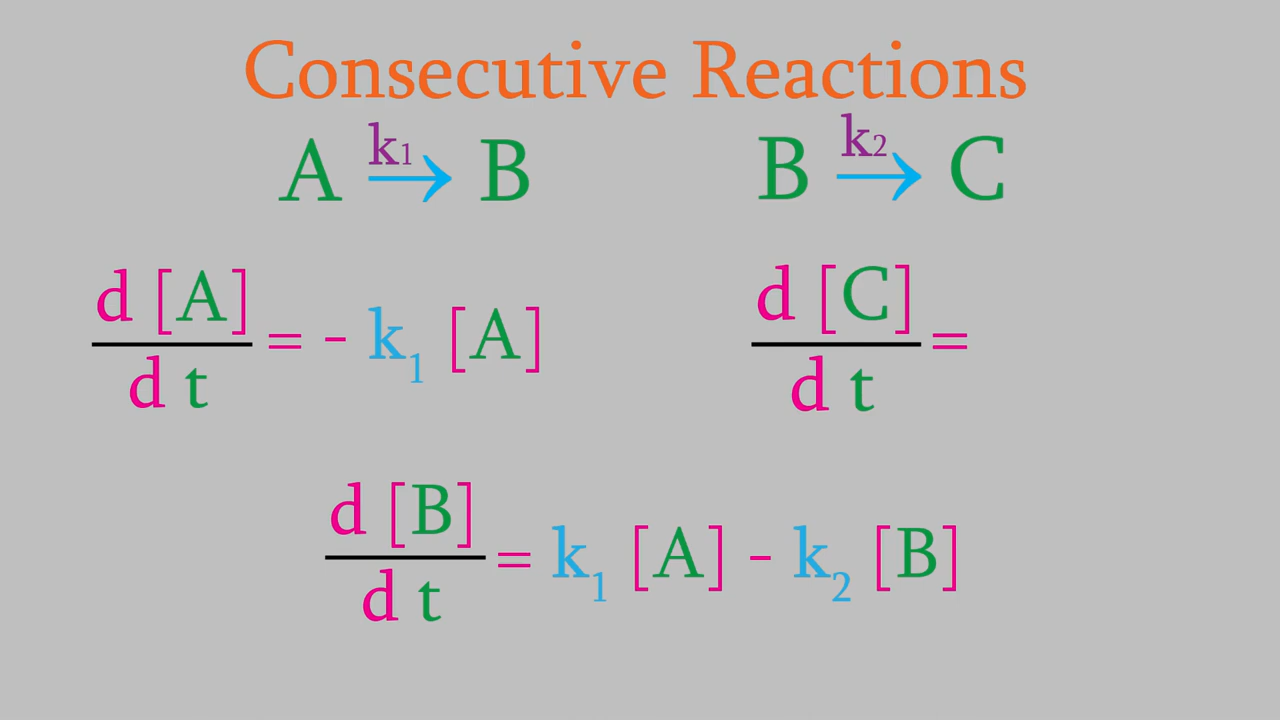 Consecutive Reactions
A k₁ → B    B k₂ → C
d [A] / d t = - k₁ [A]    d [C] / d t =
d [B] / d t = k₁ [A] - k₂ [B]